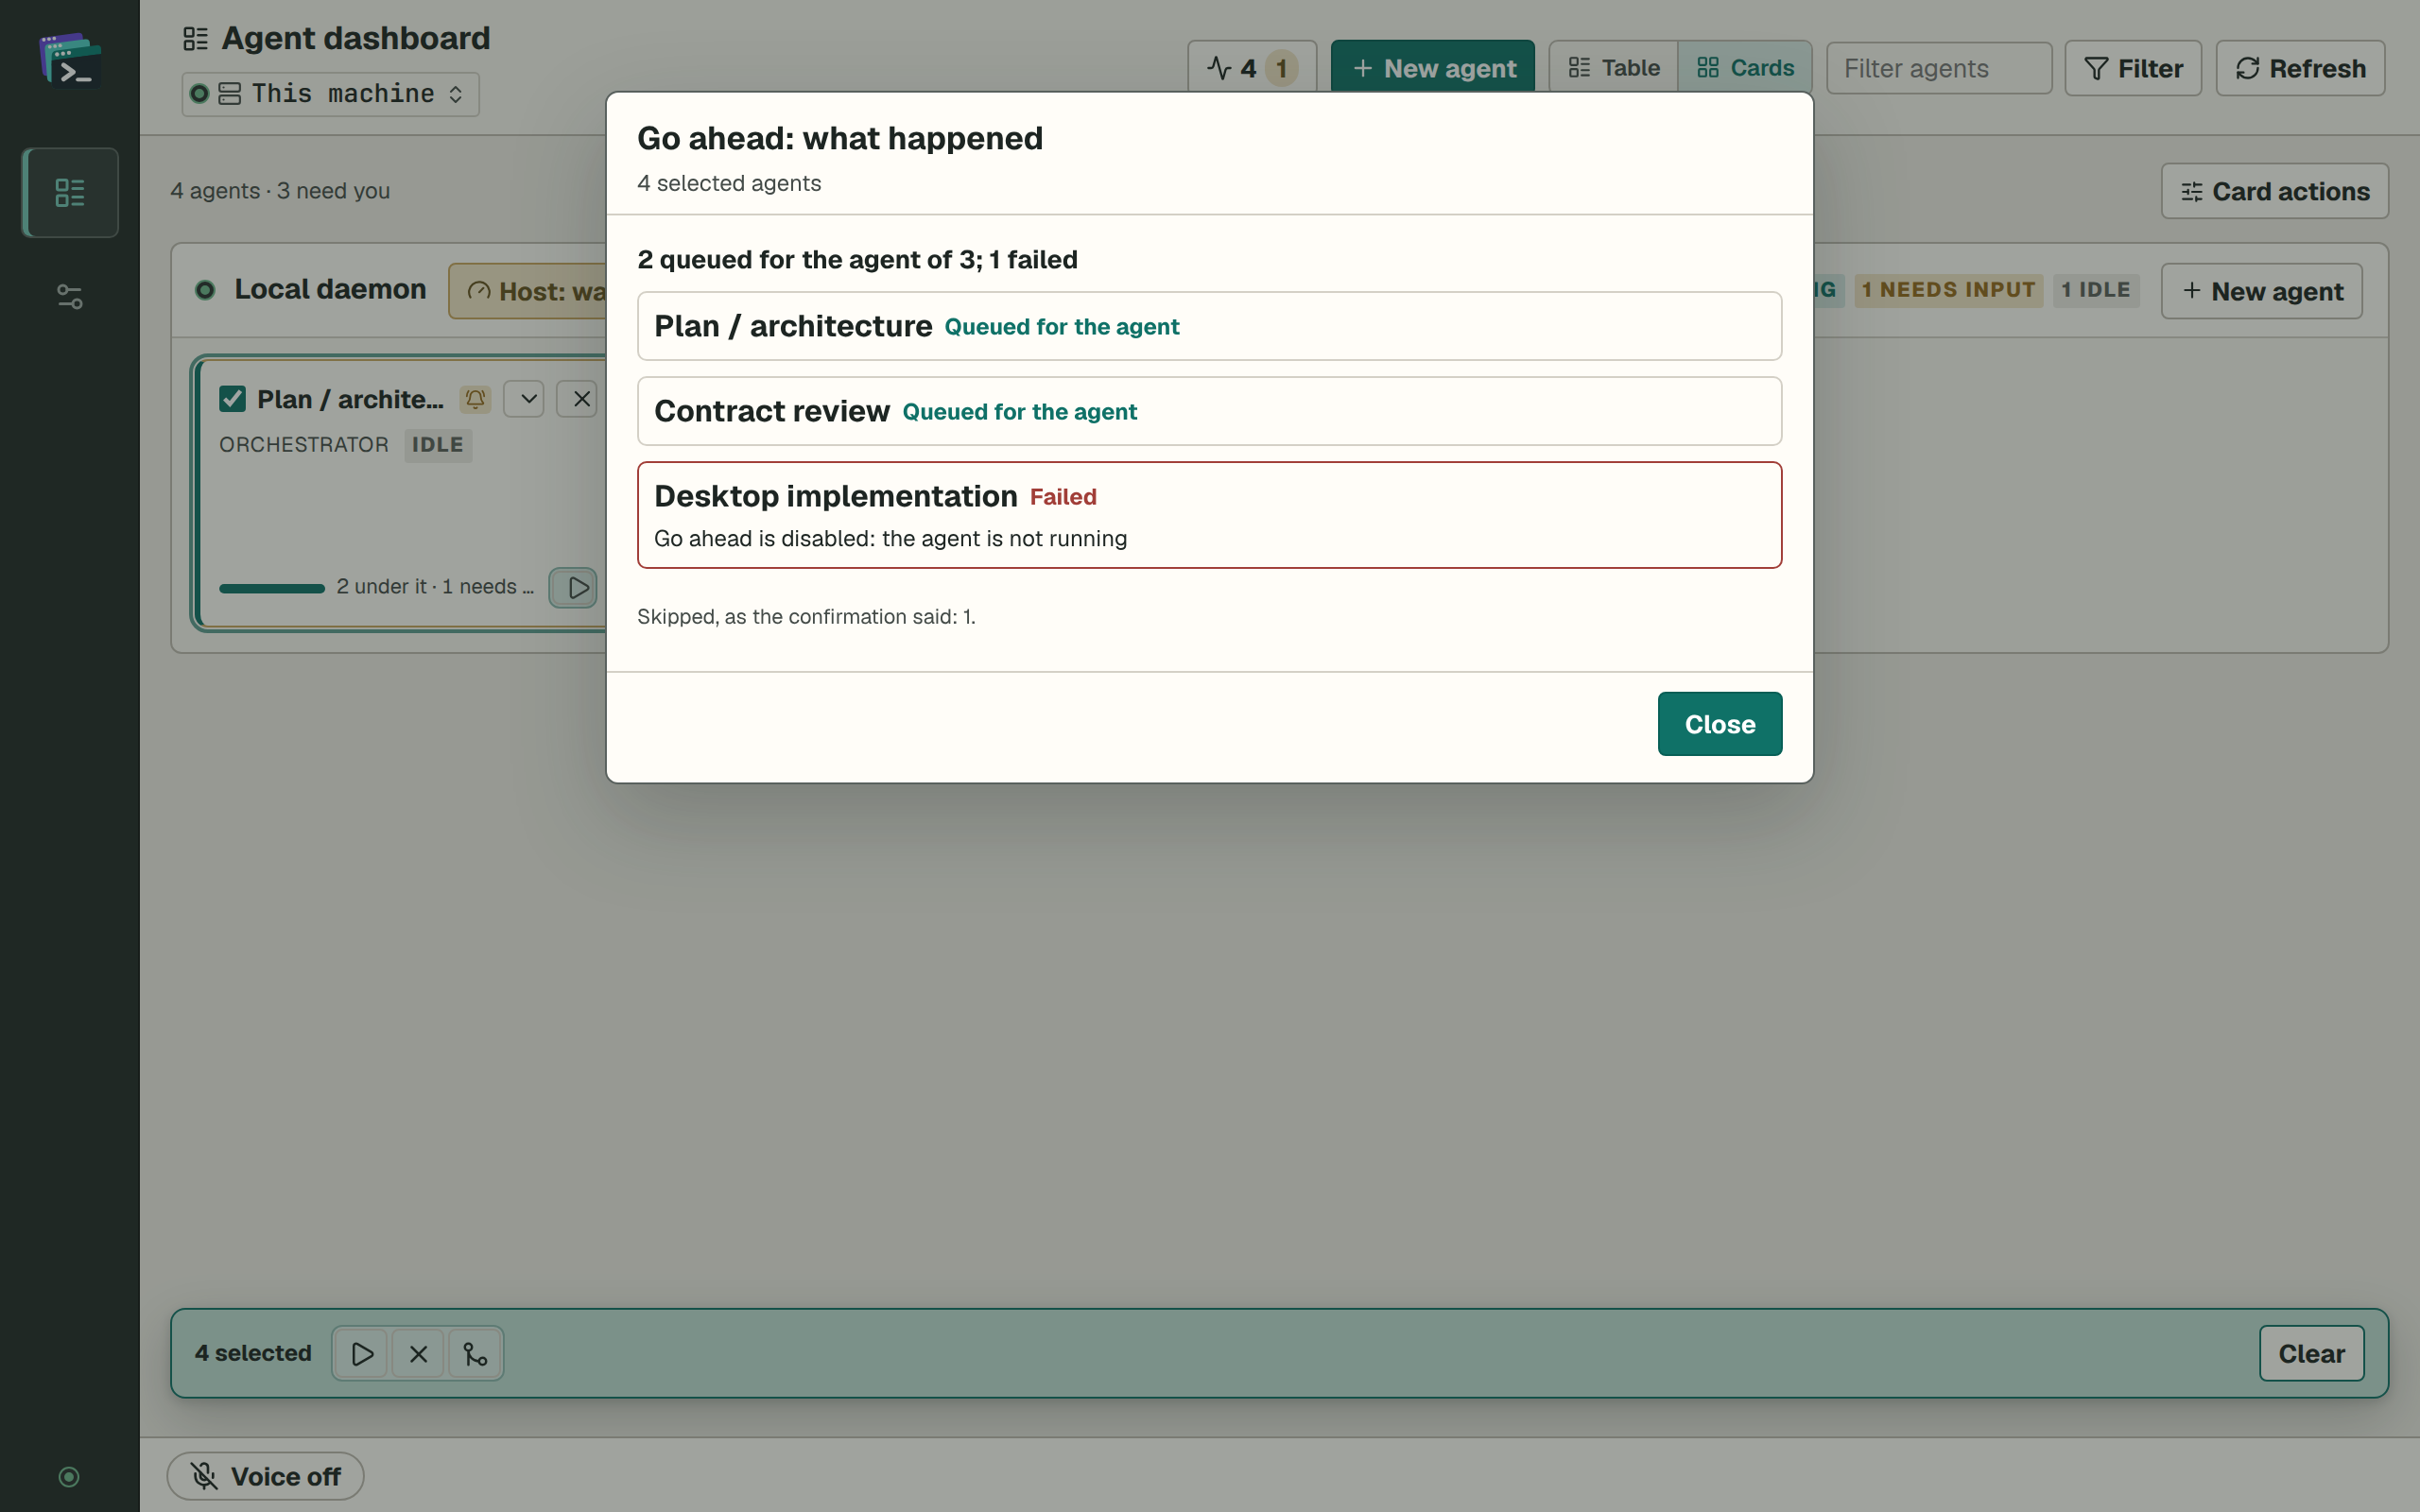 Agent dashboard
This machine
4 1
New agent
Table
Cards
Filter agents
Filter
Refresh
4 agents · 3 need you
Card actions
Local daemon
Host: wa
1 NEEDS INPUT
1 IDLE
New agent
Plan / archite...
ORCHESTRATOR IDLE
2 under it · 1 needs ...
Go ahead: what happened
4 selected agents
2 queued for the agent of 3; 1 failed
Plan / architecture Queued for the agent
Contract review Queued for the agent
Desktop implementation Failed
Go ahead is disabled: the agent is not running
Skipped, as the confirmation said: 1.
Close
4 selected
Clear
Voice off